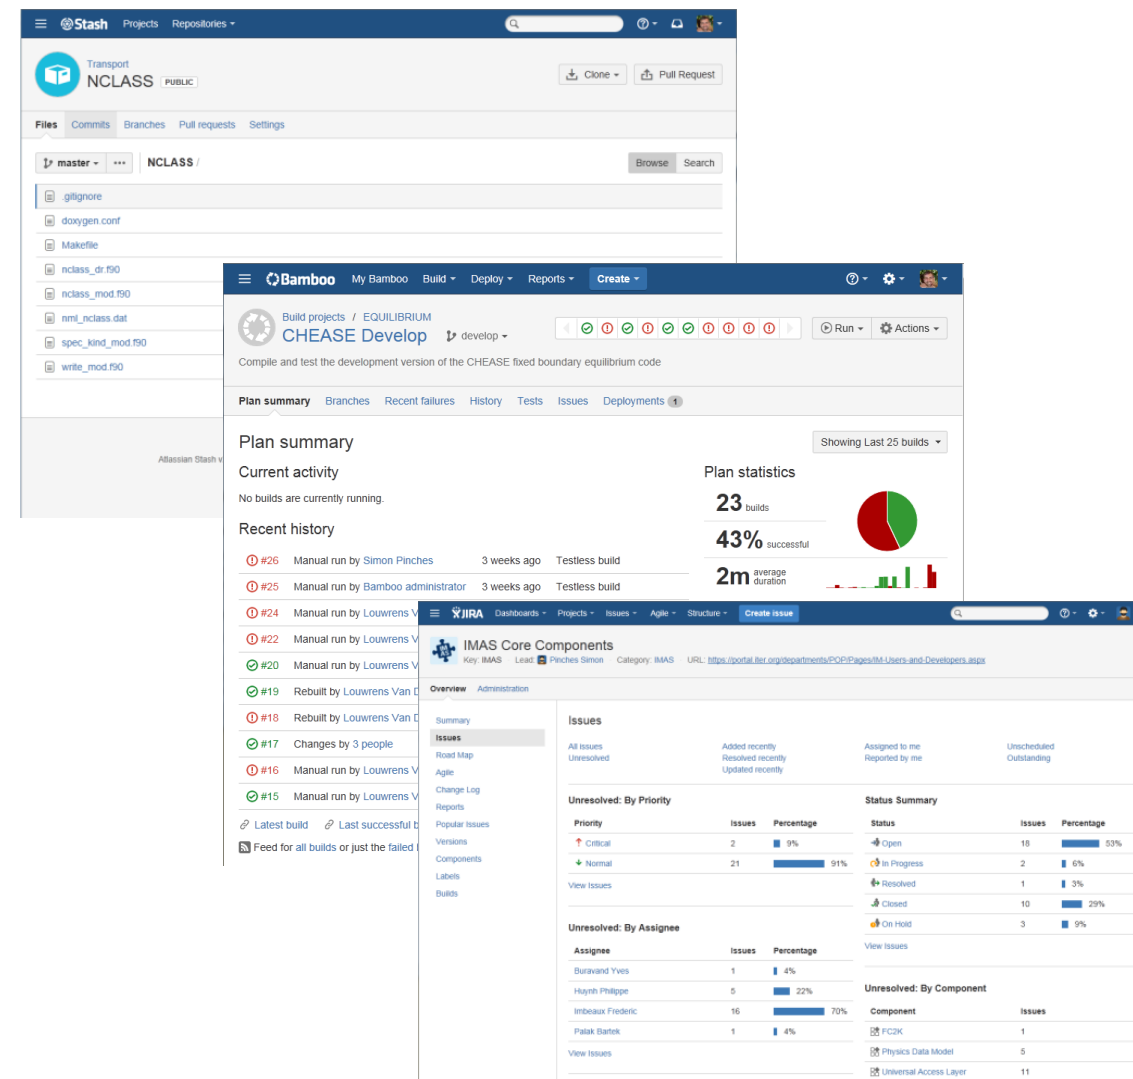 Stash Projects Repositories
Transport
NCLASS PUBLIC
Clone Pull Request
Files Commits Branches Pull requests Settings
master NCLASS /
Browse Search
.gitignore
doxygen.conf
Makefile
nclass_dr.f90
nclass_mod.f90
nml_nclass.dat
spec_kind_mod.f90
write_mod.f90
Atlassian Stash v
Bamboo My Bamboo Build Deploy Reports Create
Build projects / EQUILIBRIUM
CHEASE Develop develop
Run Actions
Compile and test the development version of the CHEASE fixed boundary equilibrium code
Plan summary Branches Recent failures History Tests Issues Deployments 1
Plan summary
Showing Last 25 builds
Current activity
No builds are currently running.
Recent history
#26 Manual run by Simon Pinches 3 weeks ago Testless build
#25 Manual run by Bamboo administrator 3 weeks ago Testless build
#24 Manual run by Louwrens V
#22 Manual run by Louwrens V
#20 Manual run by Louwrens V
#19 Rebuilt by Louwrens Van D
#18 Rebuilt by Louwrens Van D
#17 Changes by 3 people
#16 Manual run by Louwrens V
#15 Manual run by Louwrens V
Latest build Last successful b
Feed for all builds or just the failed
Plan statistics
23 builds
43% successful
2m average duration
JIRA Dashboards Projects Issues Agile Structure Create issue
IMAS Core Components
Key: IMAS Lead: Pinches Simon Category: IMAS URL: https://portal.iter.org/departments/POP/Pages/IM-Users-and-Developers.aspx
Overview Administration
Summary
Issues
Road Map
Agile
Change Log
Reports
Popular Issues
Versions
Components
Labels
Builds
Issues
All issues Added recently Assigned to me Unscheduled
Unresolved Resolved recently Reported by me Outstanding
Updated recently
Unresolved: By Priority
Priority Issues Percentage
Critical 2 9%
Normal 21 91%
View Issues
Unresolved: By Assignee
Assignee Issues Percentage
Buravand Yves 1 4%
Huynh Philippe 5 22%
Imbeaux Frederic 16 70%
Palak Bartek 1 4%
View Issues
Status Summary
Status Issues Percentage
Open 18 53%
In Progress 2 6%
Resolved 1 3%
Closed 10 29%
On Hold 3 9%
View Issues
Unresolved: By Component
Component Issues
FC2K 1
Physics Data Model 5
Universal Access Layer 11